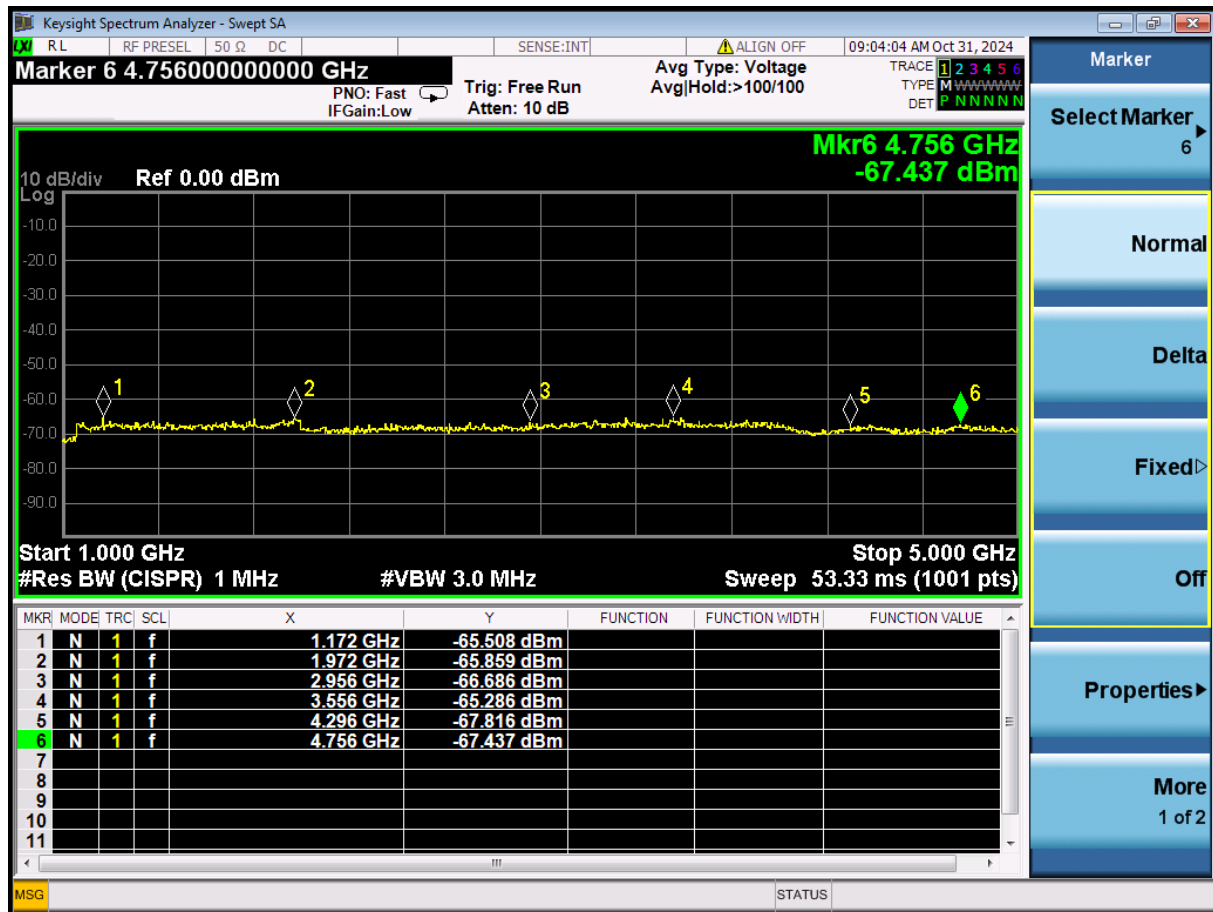 Keysight Spectrum Analyzer - Swept SA
LXI RL RF PRESEL 50 Ω DC SENSE:INT ALIGN OFF 09:04:04 AM Oct 31, 2024
Marker 6 4.756000000000 GHz
PNO: Fast
IFGain:Low
Trig: Free Run
Atten: 10 dB
Avg Type: Voltage
Avg|Hold:>100/100
TRACE 1 2 3 4 5 6
TYPE M WWWWW
DET P N N N N N
Mkr6 4.756 GHz
-67.437 dBm
10 dB/div Ref 0.00 dBm
Log
-10.0
-20.0
-30.0
-40.0
-50.0
-60.0
-70.0
-80.0
-90.0
1 2 3 4 5 6
Start 1.000 GHz Stop 5.000 GHz
#Res BW (CISPR) 1 MHz #VBW 3.0 MHz Sweep 53.33 ms (1001 pts)
MKR MODE TRC SCL X Y FUNCTION FUNCTION WIDTH FUNCTION VALUE
1 N 1 f 1.172 GHz -65.508 dBm
2 N 1 f 1.972 GHz -65.859 dBm
3 N 1 f 2.956 GHz -66.686 dBm
4 N 1 f 3.556 GHz -65.286 dBm
5 N 1 f 4.296 GHz -67.816 dBm
6 N 1 f 4.756 GHz -67.437 dBm
7
8
9
10
11
MSG STATUS
Marker
Select Marker
6
Normal
Delta
Fixed
Off
Properties
More
1 of 2